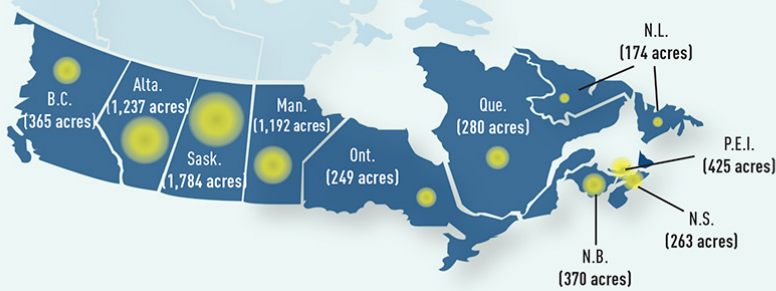 B.C.
(365 acres)
Alta.
(1,237 acres)
Sask.
(1,784 acres)
Man.
(1,192 acres)
Ont.
(249 acres)
Que.
(280 acres)
N.L.
(174 acres)
P.E.I.
(425 acres)
N.S.
(263 acres)
N.B.
(370 acres)